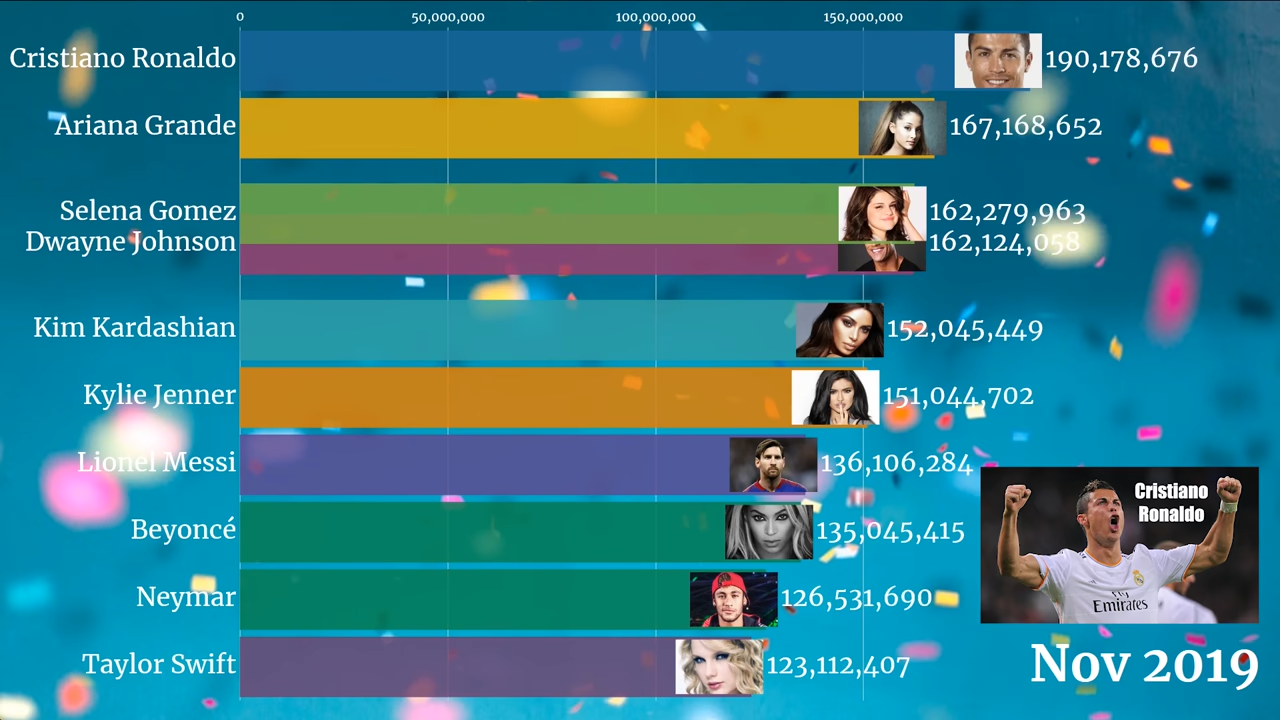 0 50,000,000 100,000,000 150,000,000
Cristiano Ronaldo 190,178,676
Ariana Grande 167,168,652
Selena Gomez 162,279,963
Dwayne Johnson 162,124,058
Kim Kardashian 152,045,449
Kylie Jenner 151,044,702
Lionel Messi 136,106,284
Cristiano
Ronaldo
Beyoncé 135,045,415
Neymar 126,531,690
Fly
Emirates
Taylor Swift 123,112,407
Nov 2019